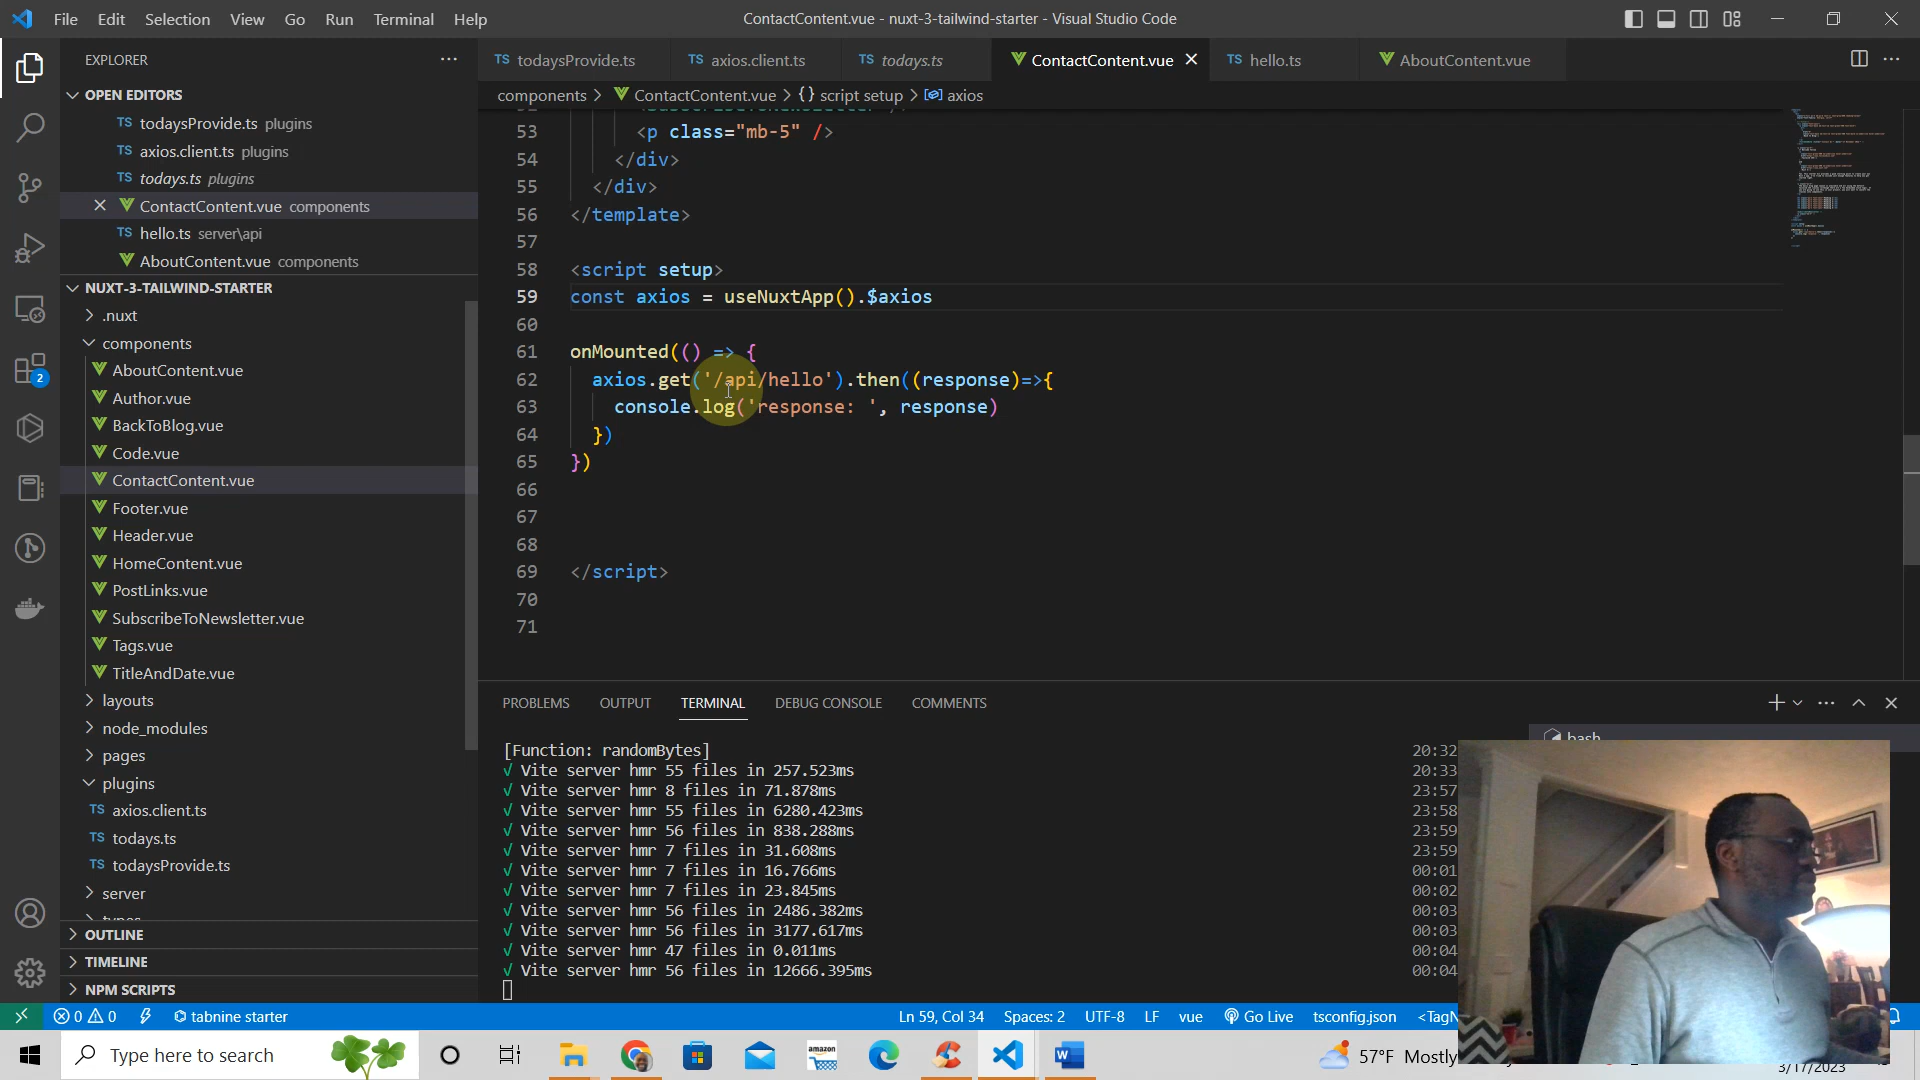 File Edit Selection View Go Run Terminal Help
ContactContent.vue - nuxt-3-tailwind-starter - Visual Studio Code
EXPLORER
OPEN EDITORS
TS todaysProvide.ts plugins
TS axios.client.ts plugins
TS todays.ts plugins
ContactContent.vue components
TS hello.ts server\api
AboutContent.vue components
NUXT-3-TAILWIND-STARTER
.nuxt
components
AboutContent.vue
Author.vue
BackToBlog.vue
Code.vue
ContactContent.vue
Footer.vue
Header.vue
HomeContent.vue
PostLinks.vue
SubscribeToNewsletter.vue
Tags.vue
TitleAndDate.vue
layouts
node_modules
pages
plugins
TS axios.client.ts
TS todays.ts
TS todaysProvide.ts
server
types
OUTLINE
TIMELINE
NPM SCRIPTS
2
TS todaysProvide.ts TS axios.client.ts TS todays.ts ContactContent.vue TS hello.ts AboutContent.vue
components > ContactContent.vue > {} script setup > axios
53 <p class="mb-5" />
54 </div>
55 </div>
56 </template>
57
58 <script setup>
59 const axios = useNuxtApp().$axios
60
61 onMounted(() => {
62 axios.get('/api/hello').then((response)=>{
63 console.log('response: ', response)
64 })
65 })
66
67
68
69 </script>
70
71
PROBLEMS OUTPUT TERMINAL DEBUG CONSOLE COMMENTS
bash
[Function: randomBytes] 20:32
√ Vite server hmr 55 files in 257.523ms 20:33
√ Vite server hmr 8 files in 71.878ms 23:57
√ Vite server hmr 55 files in 6280.423ms 23:58
√ Vite server hmr 56 files in 838.288ms 23:59
√ Vite server hmr 7 files in 31.608ms 23:59
√ Vite server hmr 7 files in 16.766ms 00:01
√ Vite server hmr 7 files in 23.845ms 00:02
√ Vite server hmr 56 files in 2486.382ms 00:03
√ Vite server hmr 56 files in 3177.617ms 00:03
√ Vite server hmr 47 files in 0.011ms 00:04
√ Vite server hmr 56 files in 12666.395ms 00:04
0 0 tabnine starter Ln 59, Col 34 Spaces: 2 UTF-8 LF vue Go Live tsconfig.json <TagN
Type here to search amazon 57°F Mostly
3/17/2023